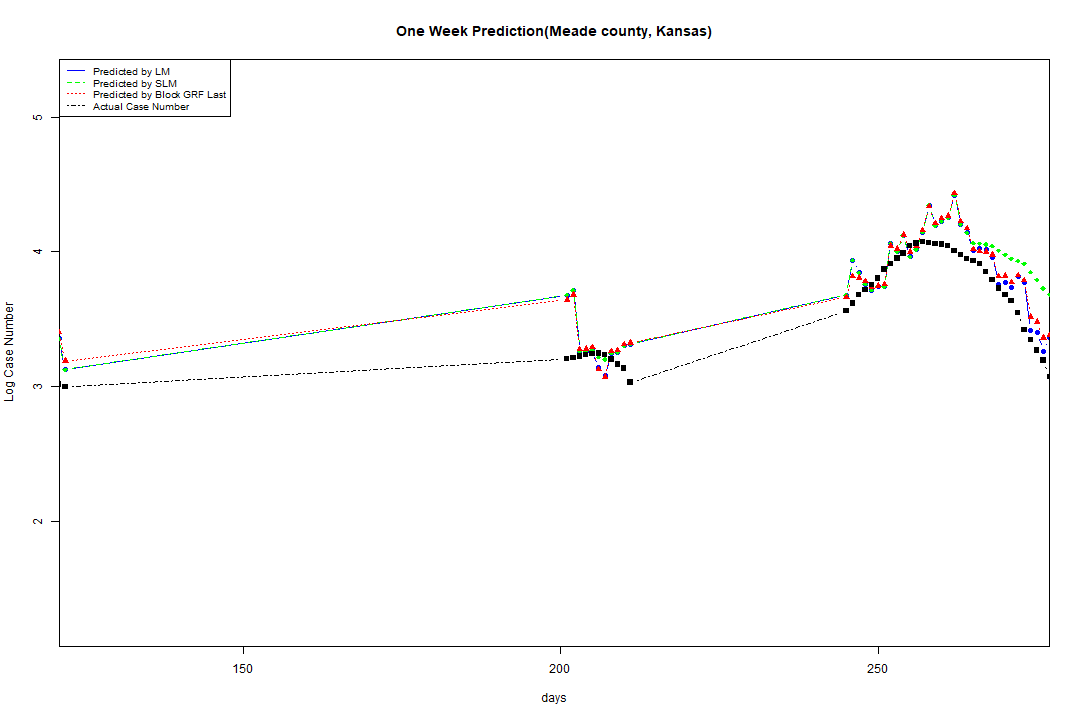 One Week Prediction(Meade county, Kansas)
Predicted by LM
Predicted by SLM
Predicted by Block GRF Last
Actual Case Number
5
4
3
2
Log Case Number
150
200
250
days